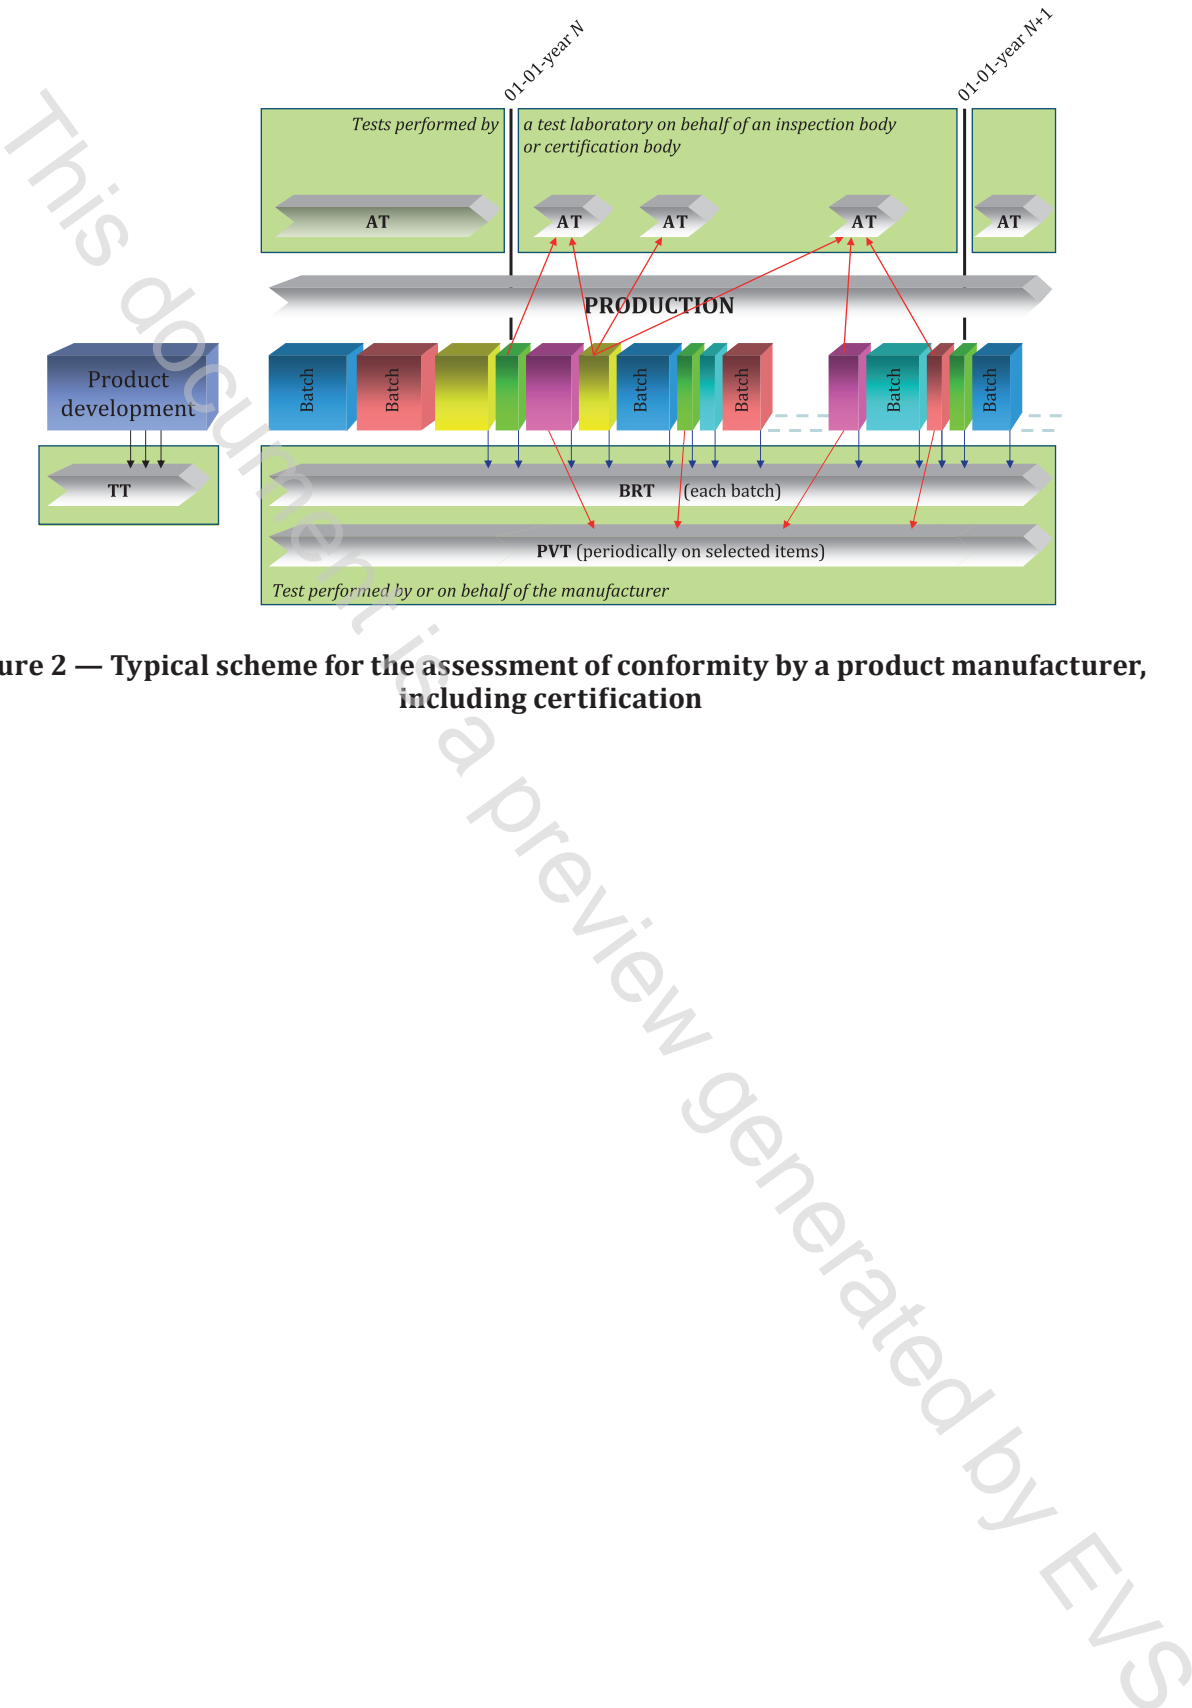 01-01-year N
01-01-year N+1
Tests performed by
a test laboratory on behalf of an inspection body
or certification body
AT
AT
AT
AT
AT
PRODUCTION
Product
development
Batch
Batch
Batch
Batch
Batch
Batch
TT
BRT (each batch)
PVT (periodically on selected items)
Test performed by or on behalf of the manufacturer
ure 2 — Typical scheme for the assessment of conformity by a product manufacturer,
including certification
This document is a preview generated by EVS